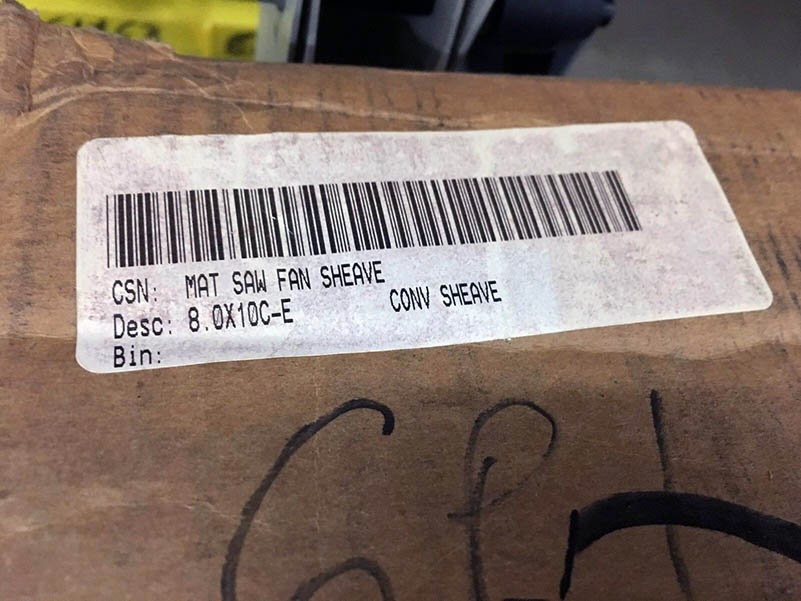 CSN: MAT SAW FAN SHEAVE
Desc: 8.0X10C-E CONV SHEAVE
Bin: